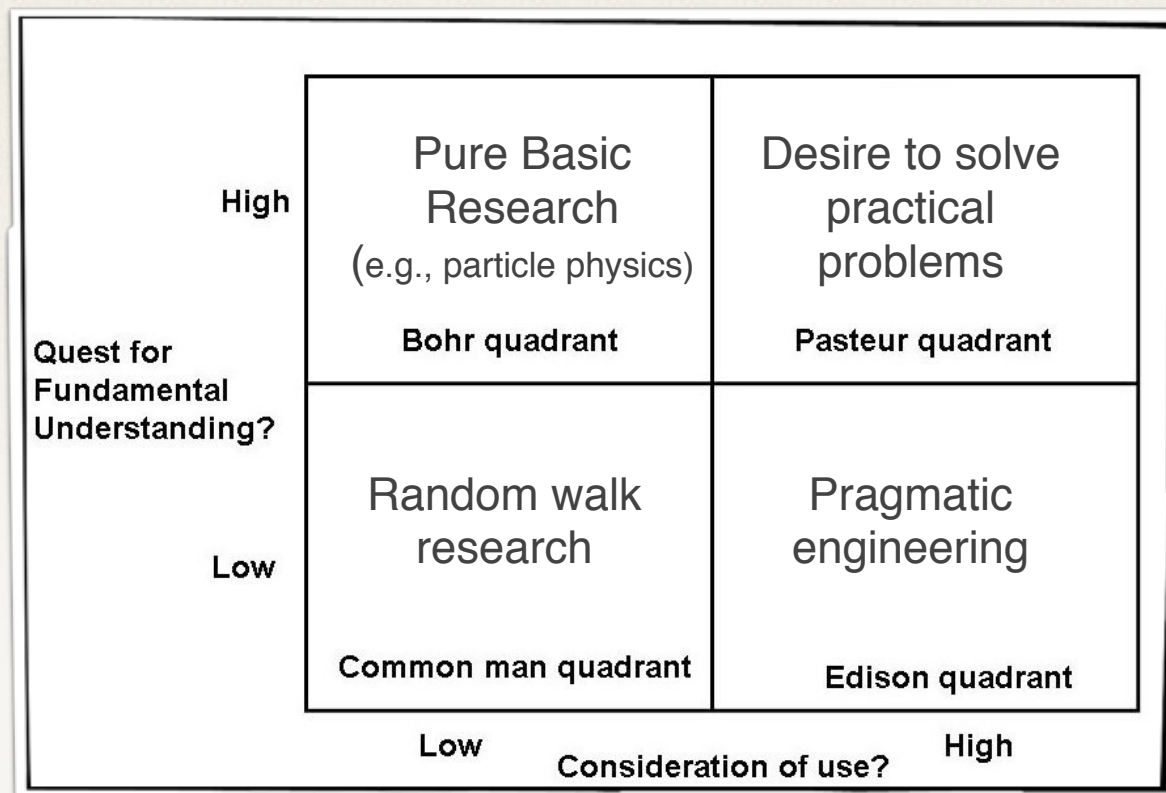 Pure Basic
Research
(e.g., particle physics)
Bohr quadrant
Desire to solve
practical
problems
Pasteur quadrant
High
Quest for
Fundamental
Understanding?
Random walk
research
Common man quadrant
Pragmatic
engineering
Edison quadrant
Low
Low
High
Consideration of use?